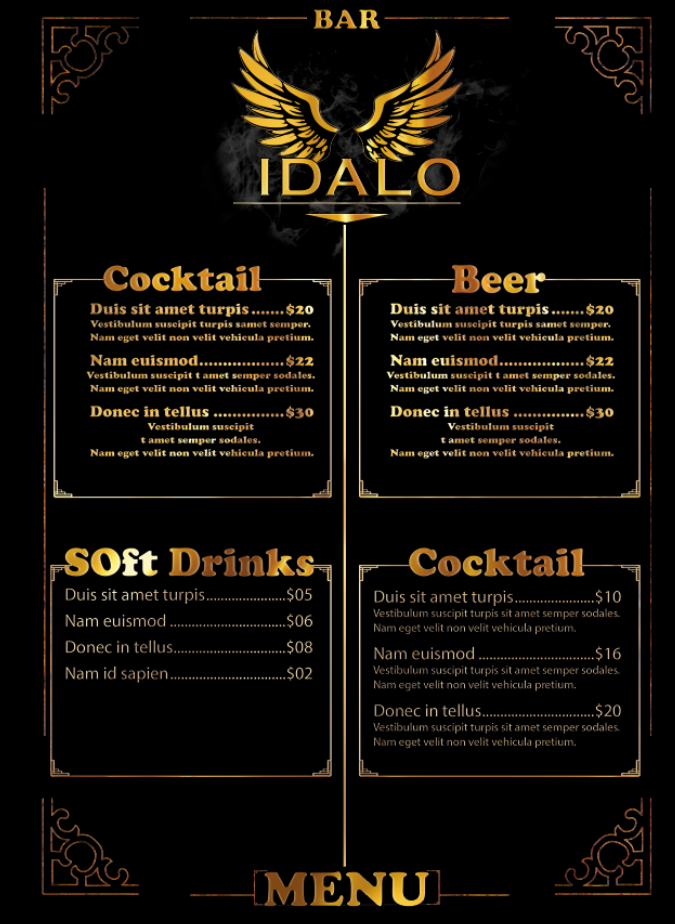 BAR
IDALO
Cocktail
Duis sit amet turpis.......$20
Vestibulum suscipit turpis samet semper.
Nam eget velit non velit vehicula pretium.
Nam euismod.................$22
Vestibulum suscipit t amet semper sodales.
Nam eget velit non velit vehicula pretium.
Donec in tellus ..............$30
Vestibulum suscipit
t amet semper sodales.
Nam eget velit non velit vehicula pretium.
Beer
Duis sit amet turpis.......$20
Vestibulum suscipit turpis samet semper.
Nam eget velit non velit vehicula pretium.
Nam euismod.................$22
Vestibulum suscipit t amet semper sodales.
Nam eget velit non velit vehicula pretium.
Donec in tellus ..............$30
Vestibulum suscipit
t amet semper sodales.
Nam eget velit non velit vehicula pretium.
SOft Drinks
Duis sit amet turpis......................$05
Nam euismod ................................$06
Donec in tellus...............................$08
Nam id sapien................................$02
Cocktail
Duis sit amet turpis......................$10
Vestibulum suscipit turpis sit amet semper sodales.
Nam eget velit non velit vehicula pretium.
Nam euismod ................................$16
Vestibulum suscipit turpis sit amet semper sodales.
Nam eget velit non velit vehicula pretium.
Donec in tellus...............................$20
Vestibulum suscipit turpis sit amet semper sodales.
Nam eget velit non velit vehicula pretium.
MENU